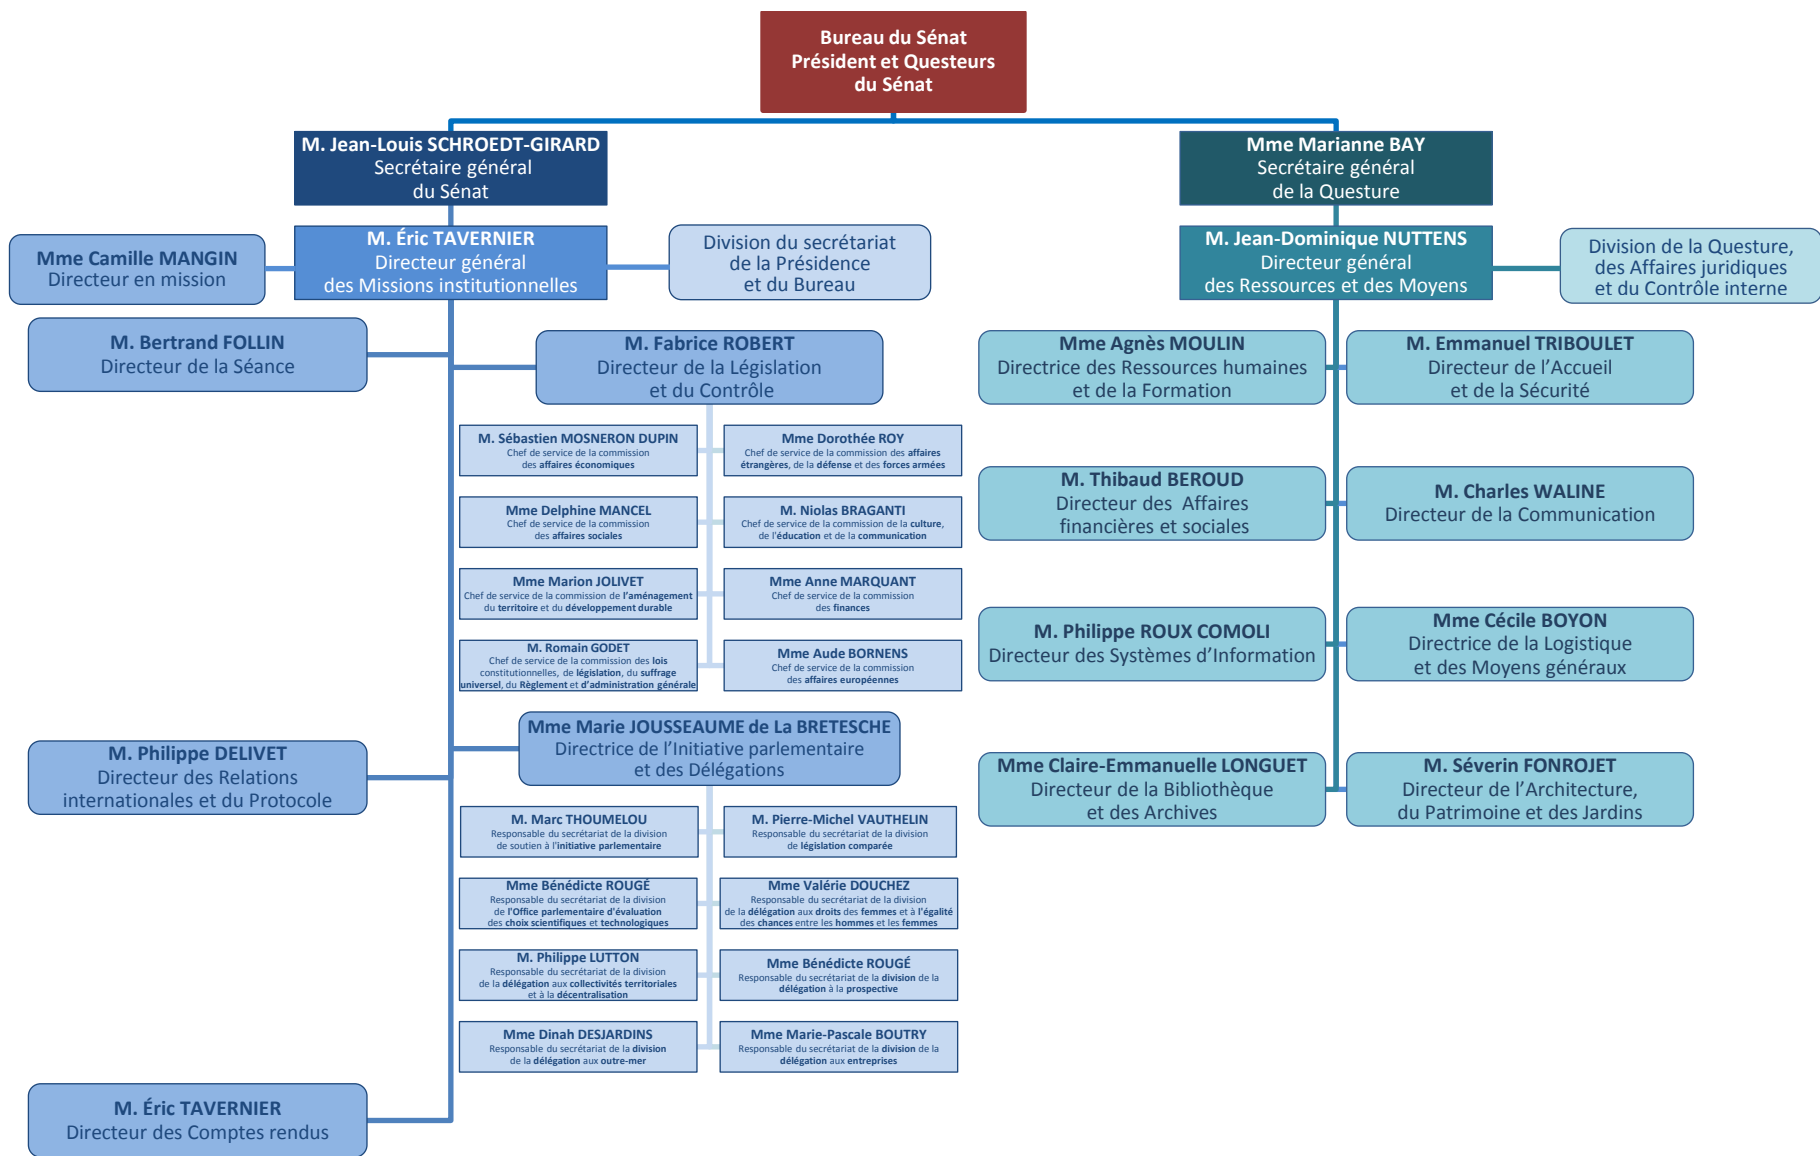 Bureau du Sénat
Président et Questeurs
du Sénat
M. Jean-Louis SCHROEDT-GIRARD
Secrétaire général
du Sénat
Mme Marianne BAY
Secrétaire général
de la Questure
Mme Camille MANGIN
Directeur en mission
M. Éric TAVERNIER
Directeur général
des Missions institutionnelles
Division du secrétariat
de la Présidence
et du Bureau
M. Jean-Dominique NUTTENS
Directeur général
des Ressources et des Moyens
Division de la Questure,
des Affaires juridiques
et du Contrôle interne
M. Bertrand FOLLIN
Directeur de la Séance
M. Fabrice ROBERT
Directeur de la Législation
et du Contrôle
M. Sébastien MOSNERON DUPIN
Chef de service de la commission
des affaires économiques
Mme Dorothée ROY
Chef de service de la commission des affaires
étrangères, de la défense et des forces armées
Mme Delphine MANCEL
Chef de service de la commission
des affaires sociales
M. Niolas BRAGANTI
Chef de service de la commission de la culture,
de l'éducation et de la communication
Mme Marion JOLIVET
Chef de service de la commission de l'aménagement
du territoire et du développement durable
Mme Anne MARQUANT
Chef de service de la commission
des finances
M. Romain GODET
Chef de service de la commission des lois
constitutionnelles, de législation, du suffrage
universel, du Règlement et d'administration générale
Mme Aude BORNENS
Chef de service de la commission
des affaires européennes
M. Philippe DELIVET
Directeur des Relations
internationales et du Protocole
Mme Marie JOUSSEAUME de La BRETESCHE
Directrice de l'Initiative parlementaire
et des Délégations
M. Marc THOUMELOU
Responsable du secrétariat de la division
de soutien à l'initiative parlementaire
M. Pierre-Michel VAUTHELIN
Responsable du secrétariat de la division
de législation comparée
Mme Bénédicte ROUGÉ
Responsable du secrétariat de la division
de l'Office parlementaire d'évaluation
des choix scientifiques et technologiques
Mme Valérie DOUCHEZ
Responsable du secrétariat de la division
de la délégation aux droits des femmes et à l'égalité
des chances entre les hommes et les femmes
M. Philippe LUTTON
Responsable du secrétariat de la division
de la délégation aux collectivités territoriales
et à la décentralisation
Mme Bénédicte ROUGÉ
Responsable du secrétariat de la division de la
délégation à la prospective
Mme Dinah DESJARDINS
Responsable du secrétariat de la division
de la délégation aux outre-mer
Mme Marie-Pascale BOUTRY
Responsable du secrétariat de la division de la
délégation aux entreprises
M. Éric TAVERNIER
Directeur des Comptes rendus
Mme Agnès MOULIN
Directrice des Ressources humaines
et de la Formation
M. Emmanuel TRIBOULET
Directeur de l'Accueil
et de la Sécurité
M. Thibaud BEROUD
Directeur des Affaires
financières et sociales
M. Charles WALINE
Directeur de la Communication
M. Philippe ROUX COMOLI
Directeur des Systèmes d'Information
Mme Cécile BOYON
Directrice de la Logistique
et des Moyens généraux
Mme Claire-Emmanuelle LONGUET
Directeur de la Bibliothèque
et des Archives
M. Séverin FONROJET
Directeur de l'Architecture,
du Patrimoine et des Jardins